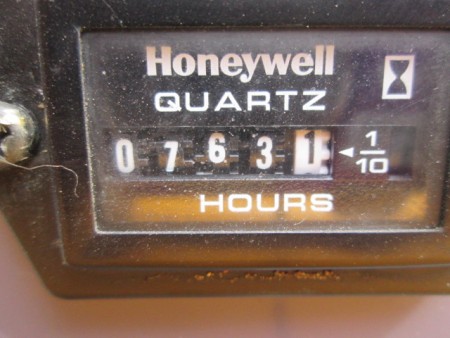 Honeywell
QUARTZ
0 7 6 3 1 ◄ 1/10
HOURS